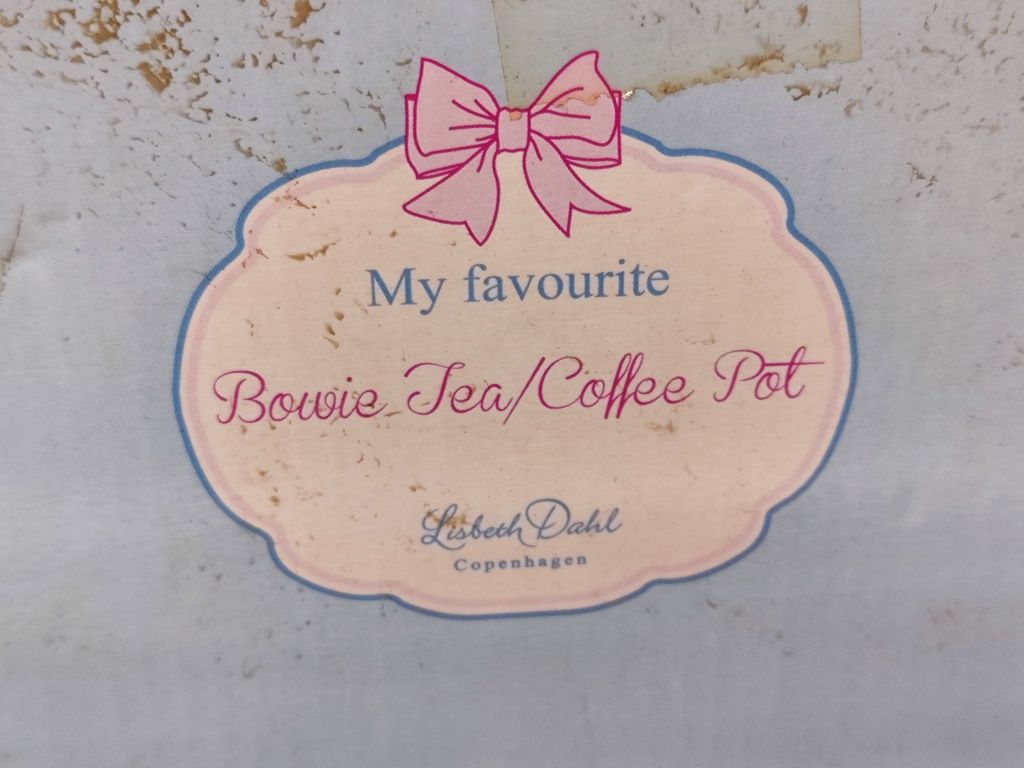 My favourite
Bowie Tea/Coffee Pot
Lisbeth Dahl
Copenhagen